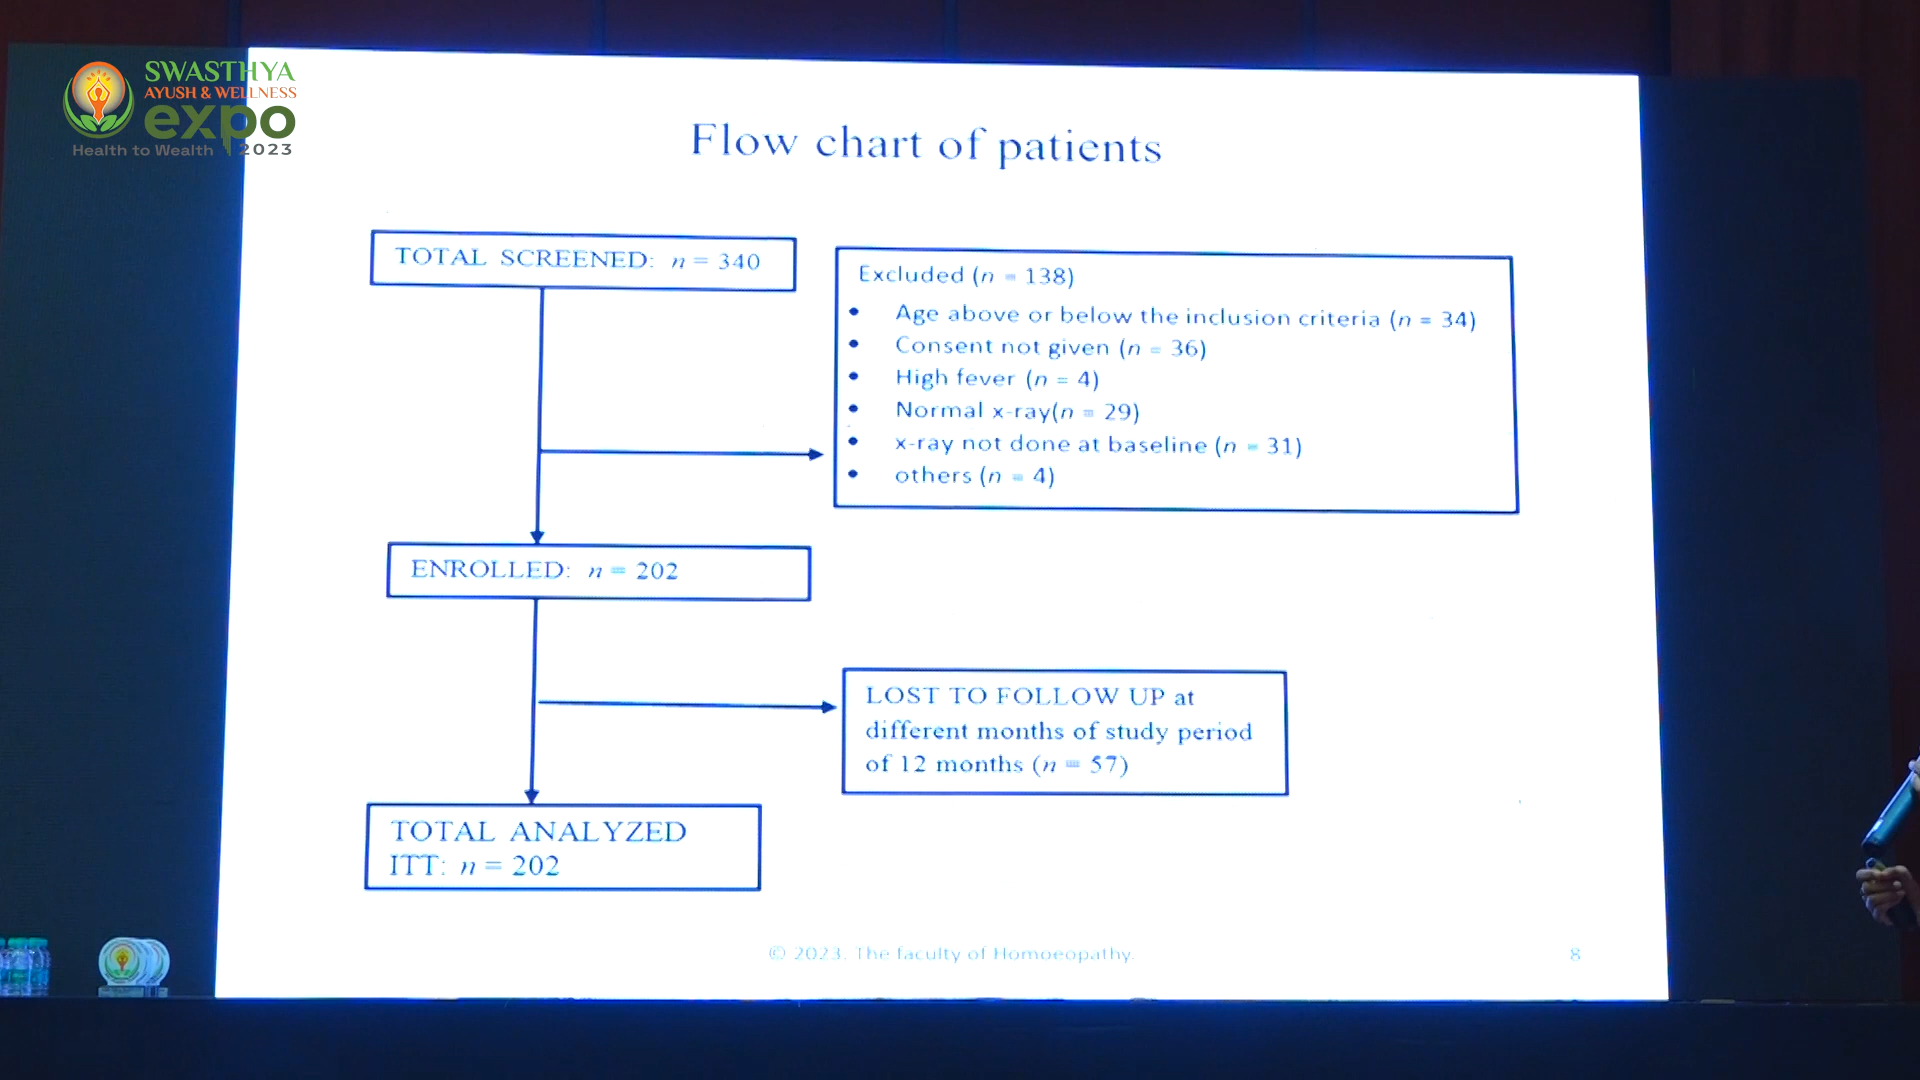 SWASTHYA
AYUSH & WELLNESS
expo
Health to Wealth 2023
Flow chart of patients
TOTAL SCREENED: n = 340
Excluded (n = 138)
• Age above or below the inclusion criteria (n = 34)
• Consent not given (n = 36)
• High fever (n = 4)
• Normal x-ray(n = 29)
• x-ray not done at baseline (n = 31)
• others (n = 4)
ENROLLED: n = 202
LOST TO FOLLOW UP at
different months of study period
of 12 months (n = 57)
TOTAL ANALYZED
ITT: n = 202
© 2023. The faculty of Homoeopathy.
8